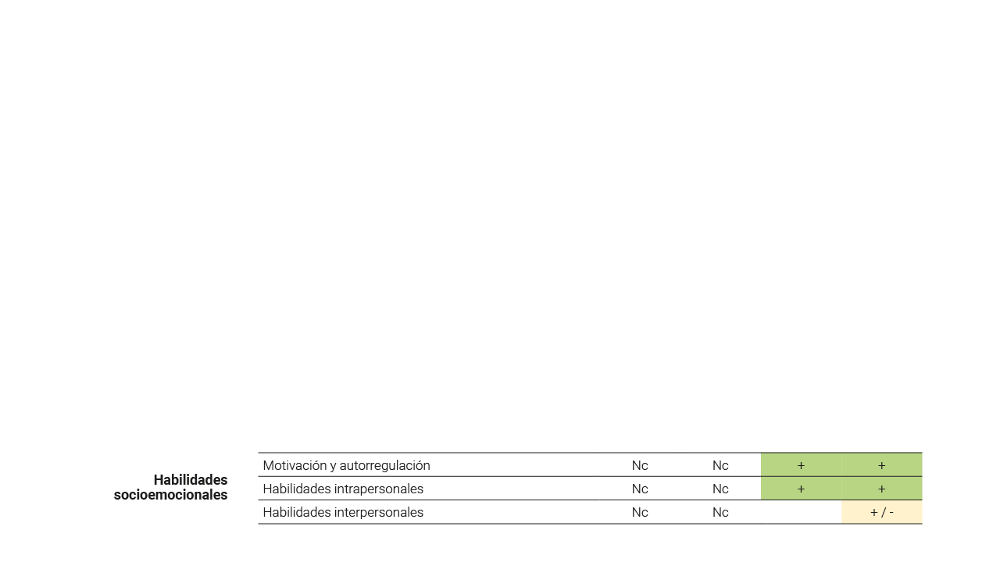 Habilidades
socioemocionales
Motivación y autorregulación Nc Nc + +
Habilidades intrapersonales Nc Nc + +
Habilidades interpersonales Nc Nc + / -